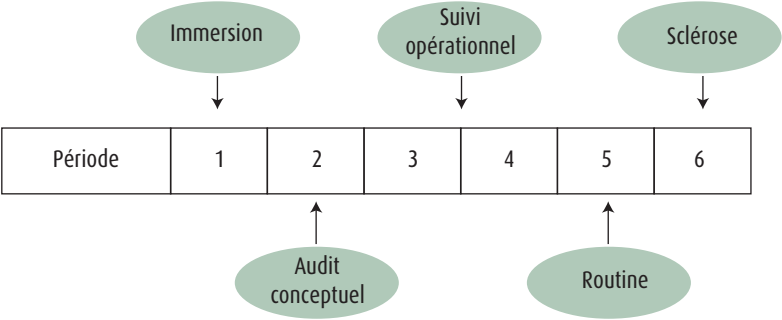 Immersion
Suivi
opérationnel
Sclérose
Période 1 2 3 4 5 6
Audit
conceptuel
Routine